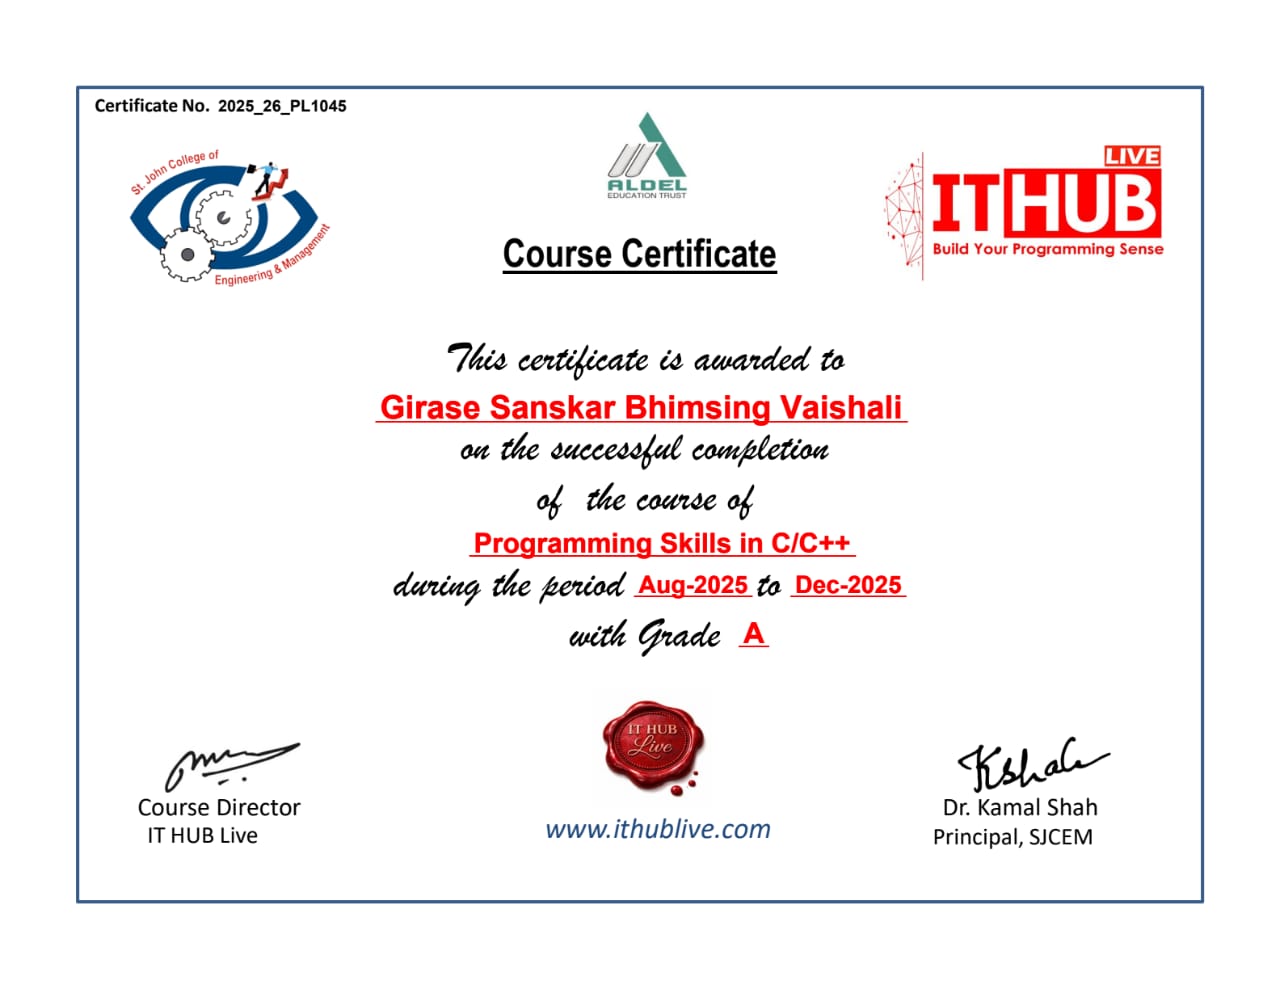 Certificate No. 2025_26_PL1045
St. John College of
Engineering & Management
ALDEL
EDUCATION TRUST
LIVE
ITHUB
Build Your Programming Sense
Course Certificate
This certificate is awarded to
Girase Sanskar Bhimsing Vaishali
on the successful completion
of the course of
Programming Skills in C/C++
during the period Aug-2025 to Dec-2025
with Grade A
IT HUB
Live
Kshah
Course Director
IT HUB Live
www.ithublive.com
Dr. Kamal Shah
Principal, SJCEM